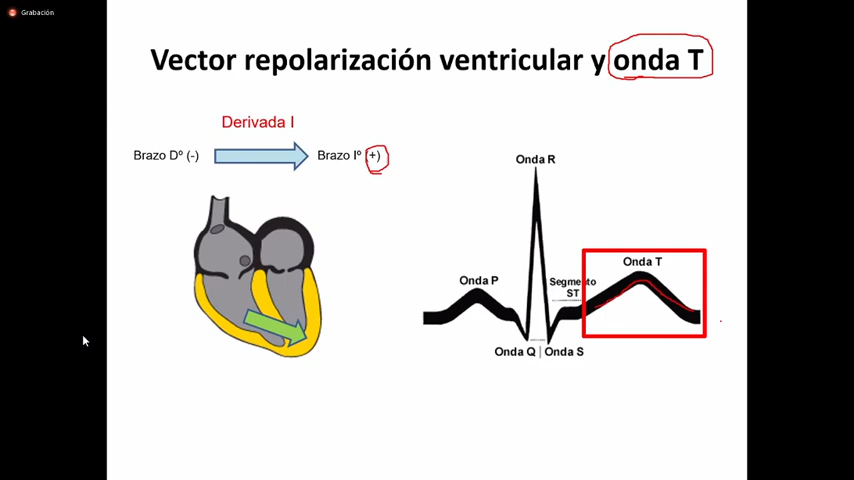 Grabación
Vector repolarización ventricular y onda T
Derivada I
Brazo Dº (-)
Brazo Iº (+)
Onda R
Onda P
Segmento
ST
Onda T
Onda Q
Onda S